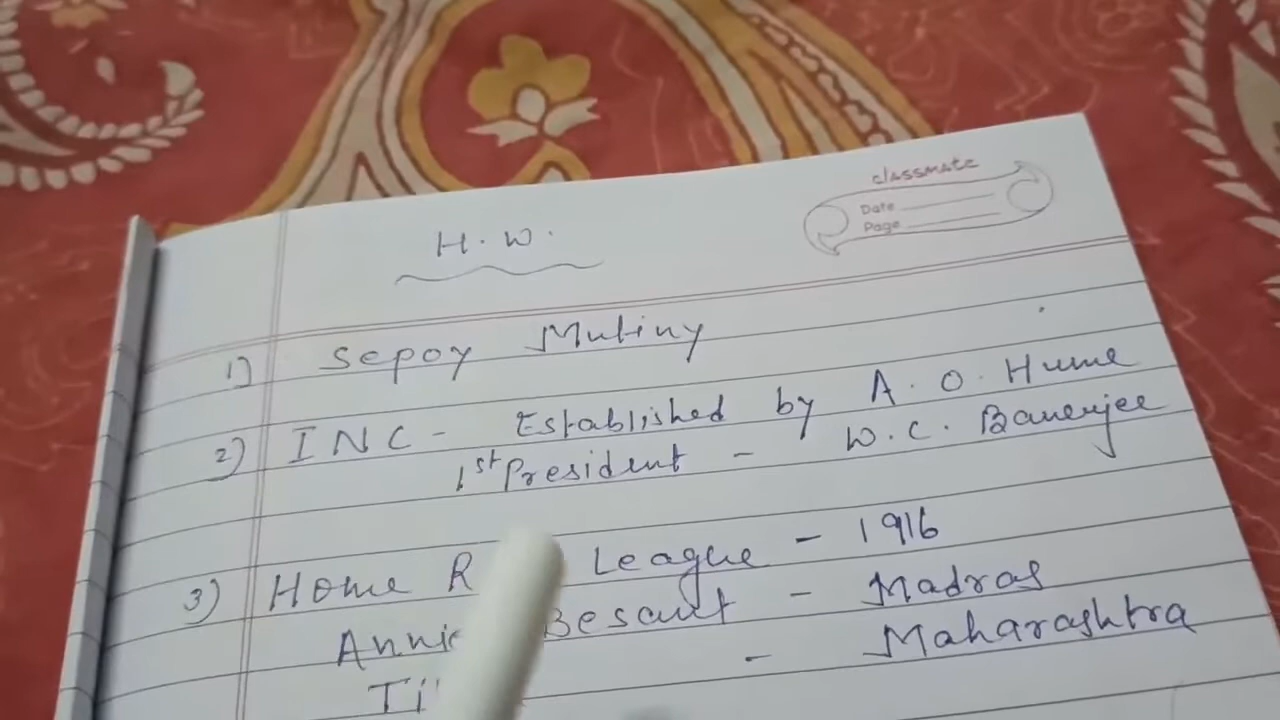 classmate
Date
Page
H.W.
1) Sepoy Mutiny
2) INC - Established by A.O. Hume
1st President - W.C. Banerjee
3) Home R League - 1916
Annie Besant - Madras
Ti - Maharashtra